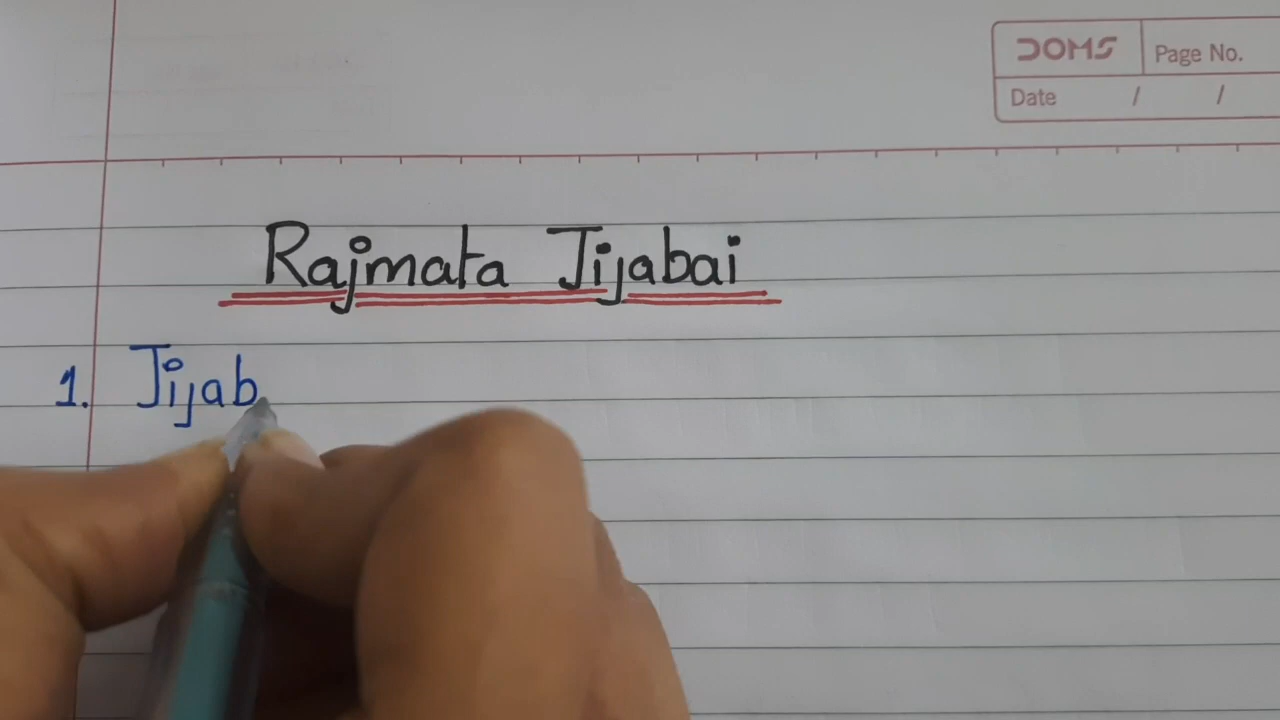 DOMS
Page No.
Date / /
Rajmata Jijabai
1. Jijab